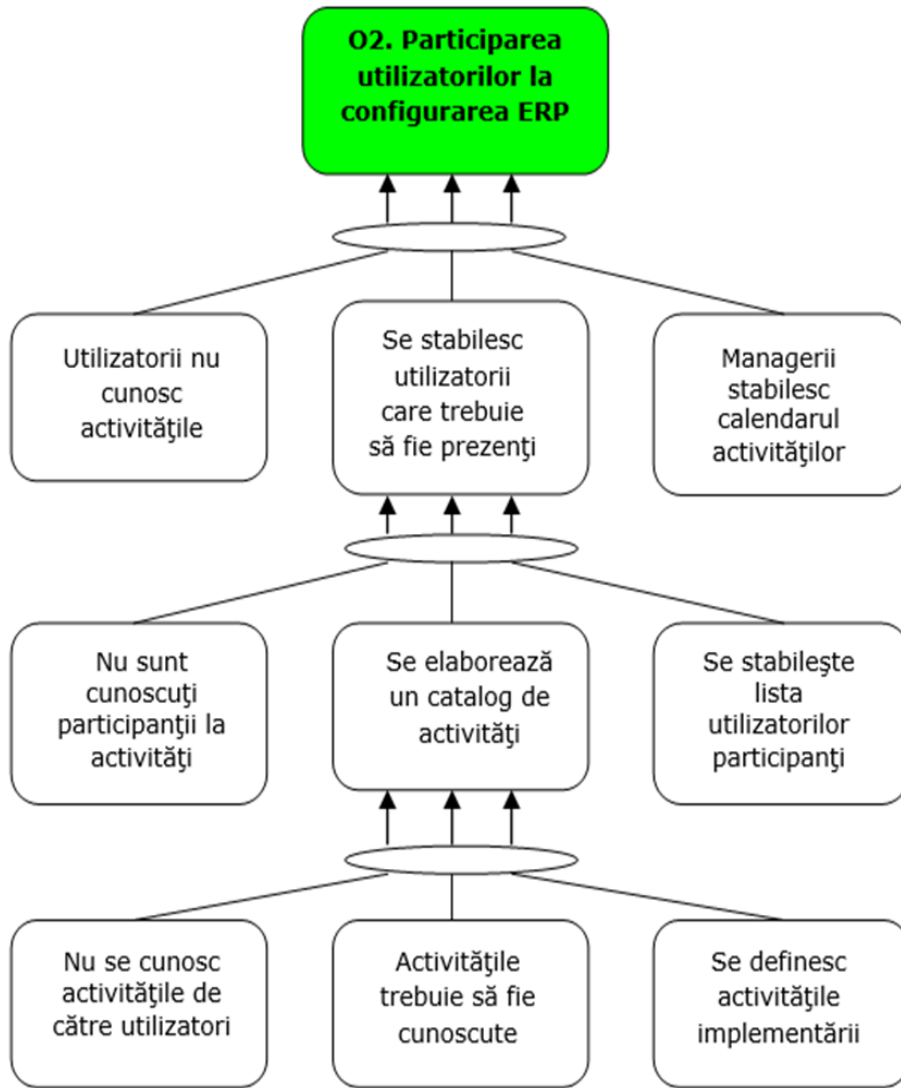 O2. Participarea
utilizatorilor la
configurarea ERP
Utilizatorii nu
cunosc
activităţile
Se stabilesc
utilizatorii
care trebuie
să fie prezenţi
Managerii
stabilesc
calendarul
activităţilor
Nu sunt
cunoscuţi
participanţii la
activităţi
Se elaborează
un catalog de
activităţi
Se stabileşte
lista
utilizatorilor
participanţi
Nu se cunosc
activităţile de
către utilizatori
Activităţile
trebuie să fie
cunoscute
Se definesc
activităţile
implementării